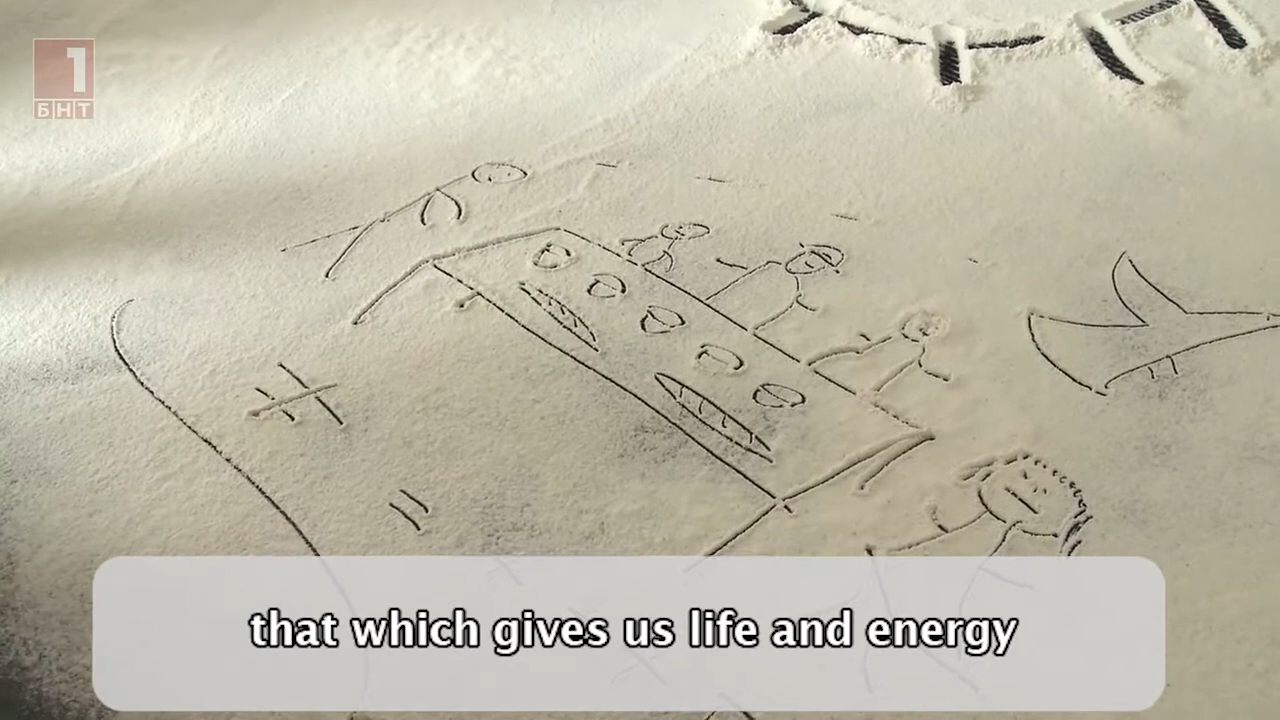 1
БНТ
that which gives us life and energy